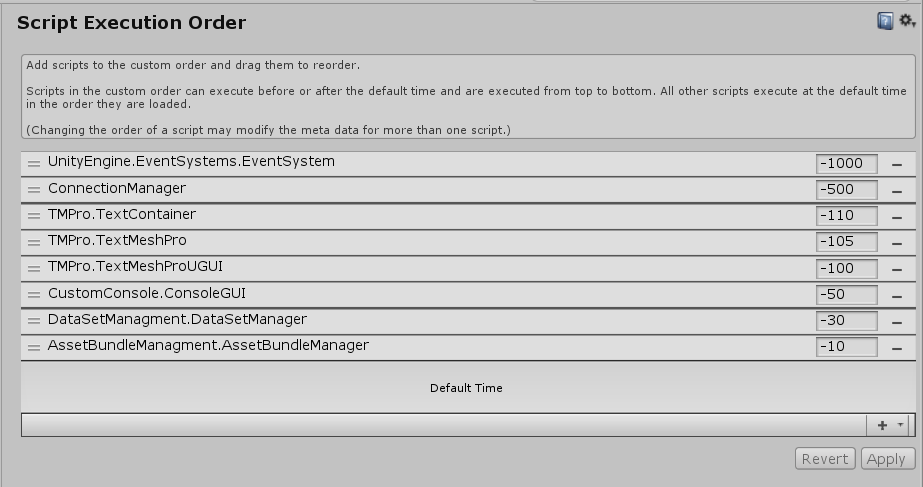 Script Execution Order
Add scripts to the custom order and drag them to reorder.
Scripts in the custom order can execute before or after the default time and are executed from top to bottom. All other scripts execute at the default time
in the order they are loaded.
(Changing the order of a script may modify the meta data for more than one script.)
UnityEngine.EventSystems.EventSystem -1000
ConnectionManager -500
TMPro.TextContainer -110
TMPro.TextMeshPro -105
TMPro.TextMeshProUGUI -100
CustomConsole.ConsoleGUI -50
DataSetManagment.DataSetManager -30
AssetBundleManagment.AssetBundleManager -10
Default Time
Revert Apply